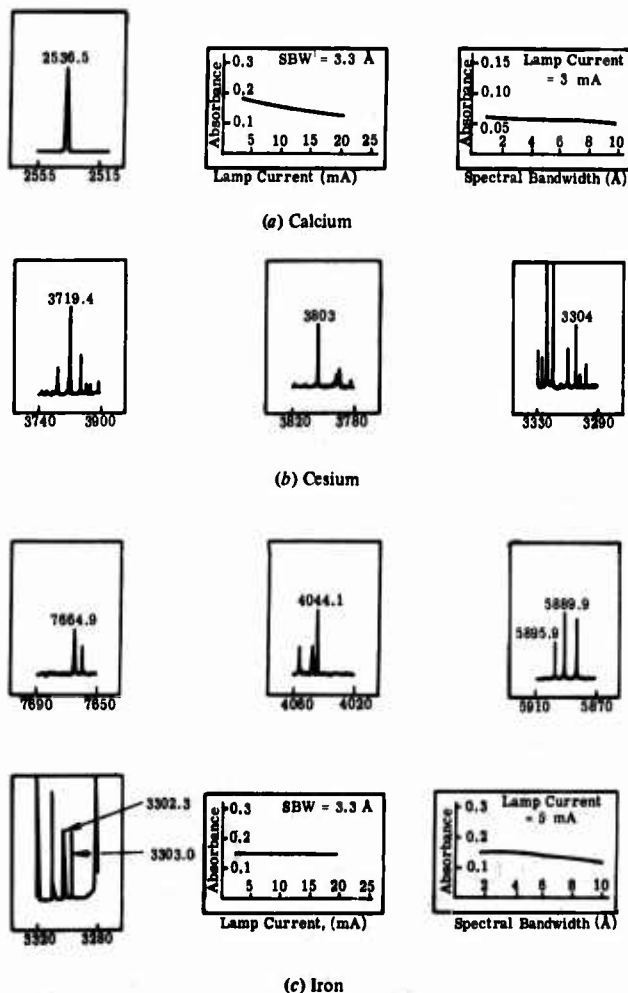 2536.5
2555 2515
0.3
0.2
0.1
Absorbance
SBW = 3.3 Å
5 10 15 20 25
Lamp Current (mA)
0.15
0.10
0.05
Absorbance
Lamp Current
= 3 mA
2 4 6 8 10
Spectral Bandwidth (Å)
(a) Calcium
3719.4
3740 3900
3803
3820 3780
3304
3330 3290
(b) Cesium
7664.9
7690 7650
4044.1
4060 4020
5889.9
5895.9
5910 5870
3302.3
3303.0
3320 3280
0.3
0.2
0.1
Absorbance
SBW = 3.3 Å
5 10 15 20 25
Lamp Current, (mA)
0.3
0.2
0.1
Absorbance
Lamp Current
= 5 mA
2 4 6 8 10
Spectral Bandwidth (Å)
(c) Iron